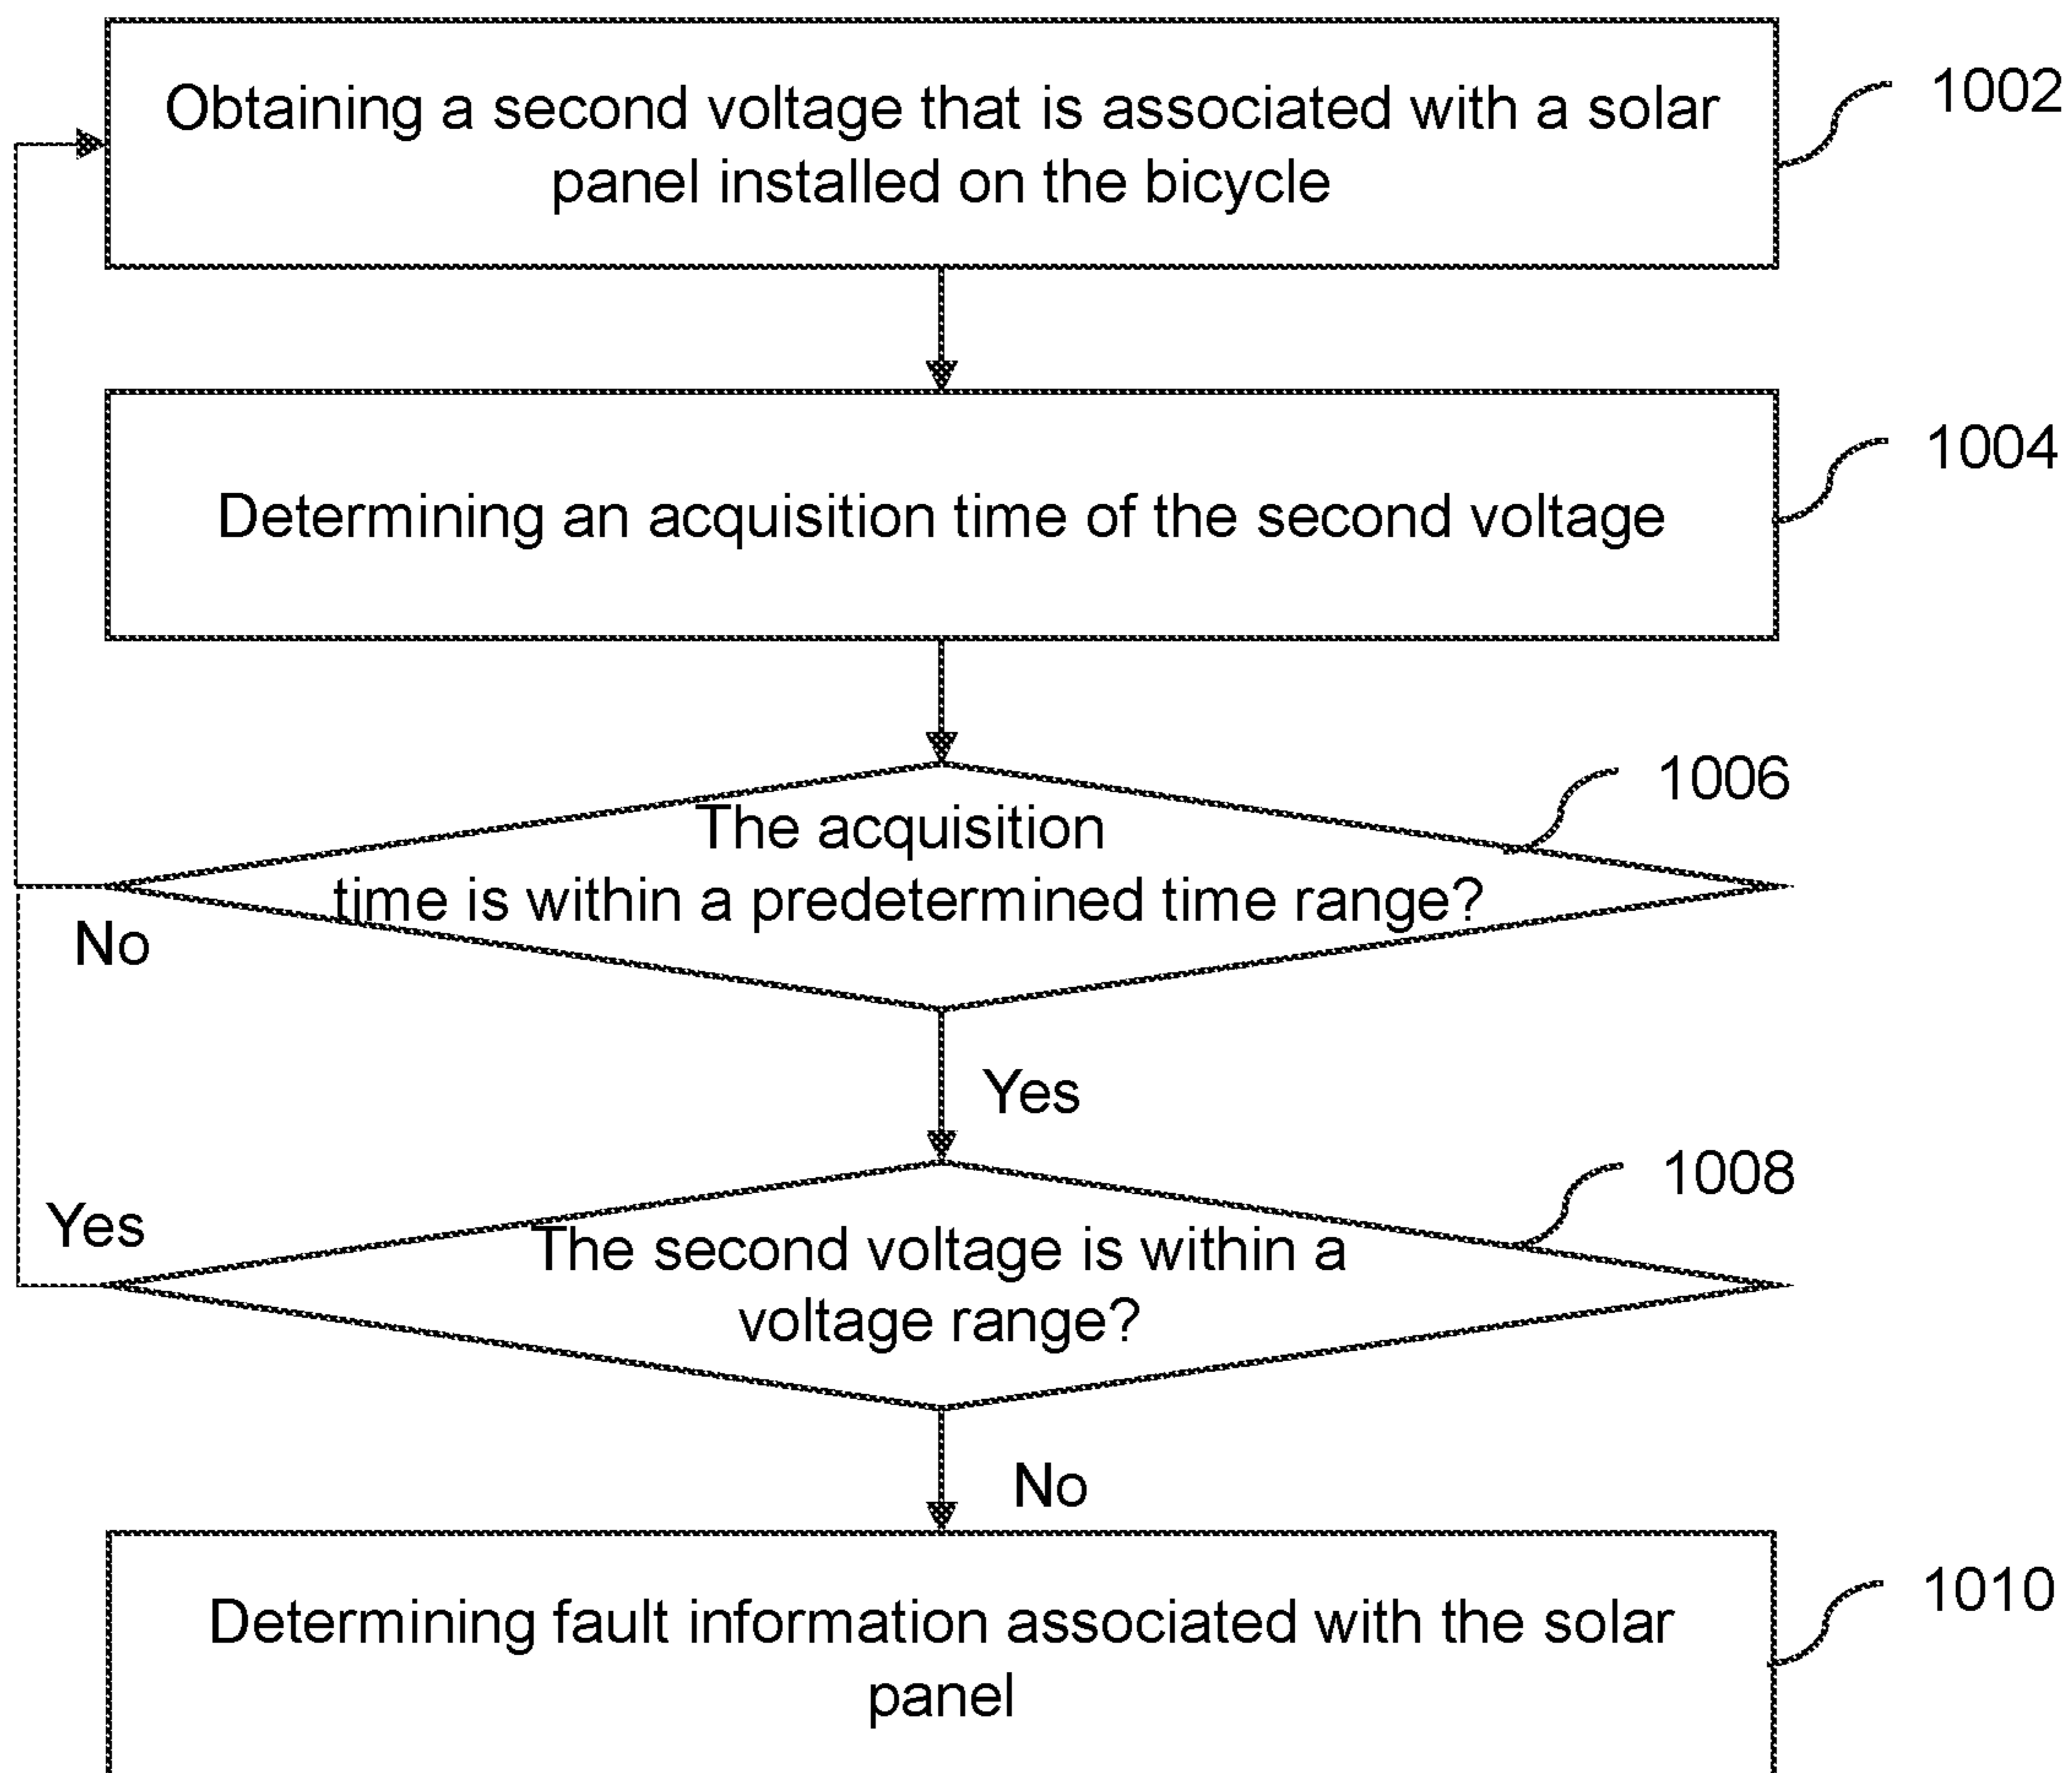 Obtaining a second voltage that is associated with a solar
panel installed on the bicycle
1002
Determining an acquisition time of the second voltage
1004
The acquisition
time is within a predetermined time range?
1006
No
Yes
The second voltage is within a
voltage range?
1008
Yes
No
Determining fault information associated with the solar
panel
1010